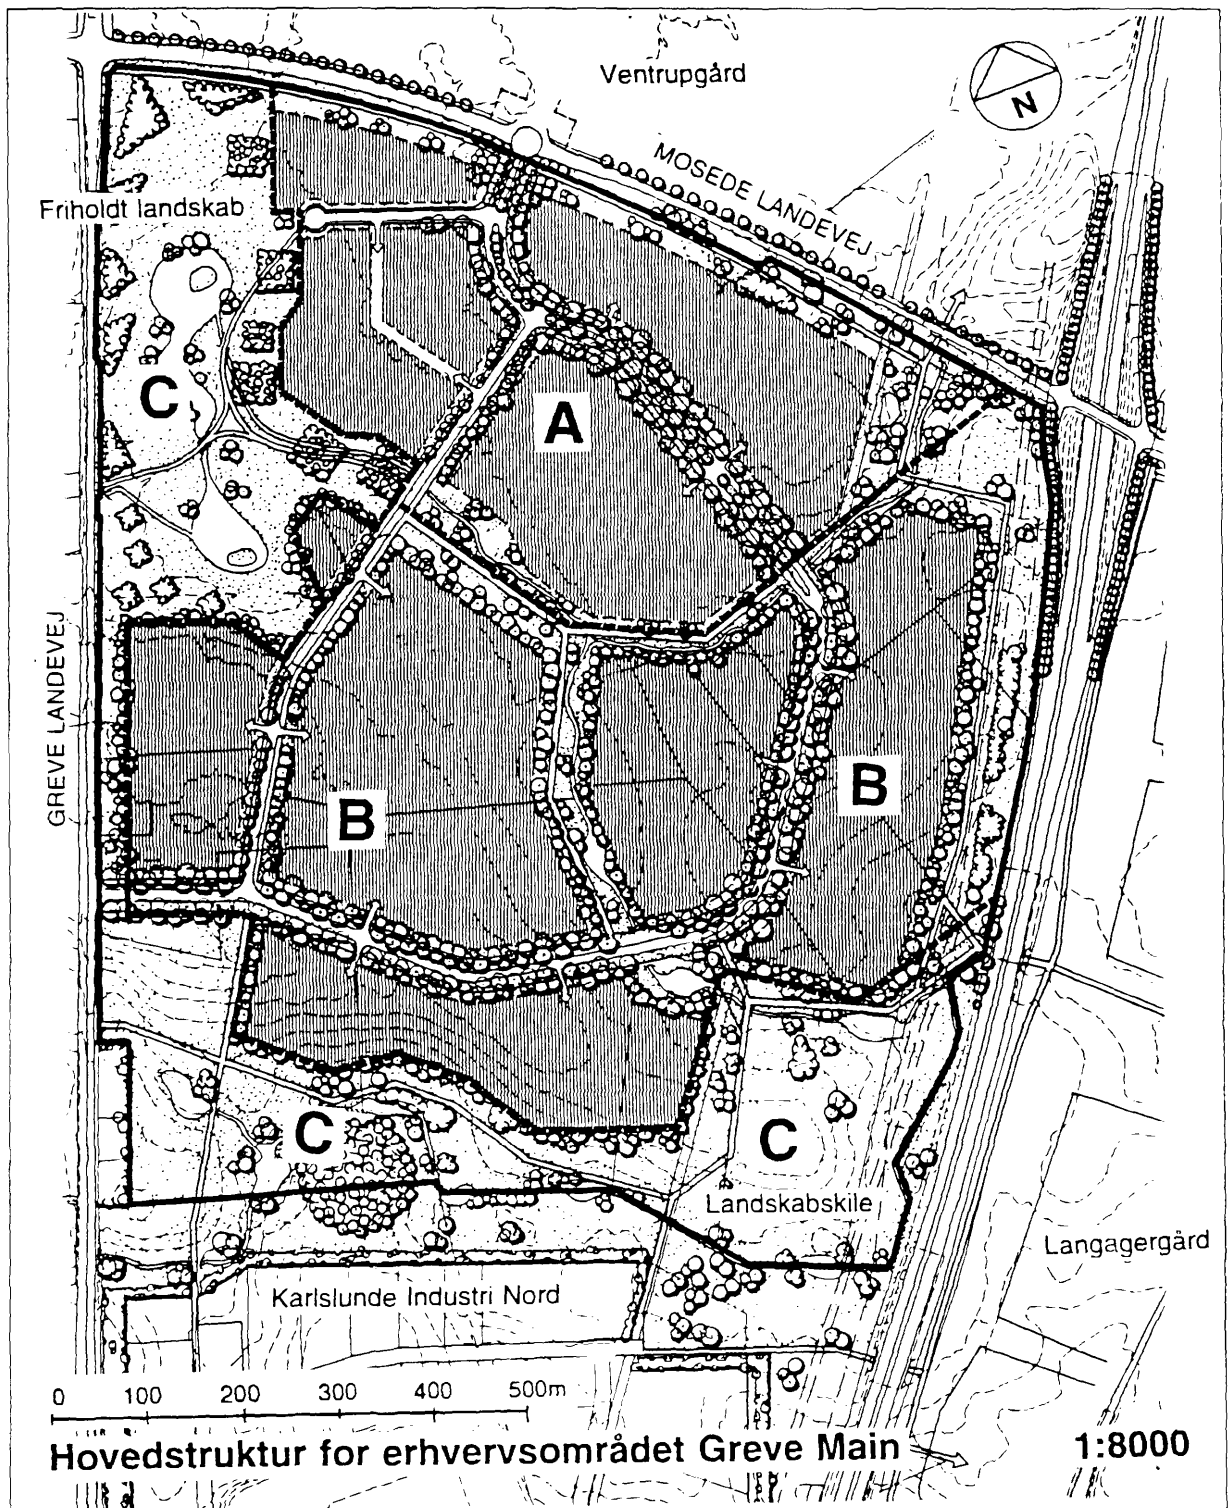 Ventrupgård
N
MOSEDE LANDEVEJ
Friholdt landskab
C
A
GREVE LANDEVEJ
B
B
C
C
Landskabskile
Langagergård
Karlslunde Industri Nord
0 100 200 300 400 500m
Hovedstruktur for erhvervsområdet Greve Main 1:8000